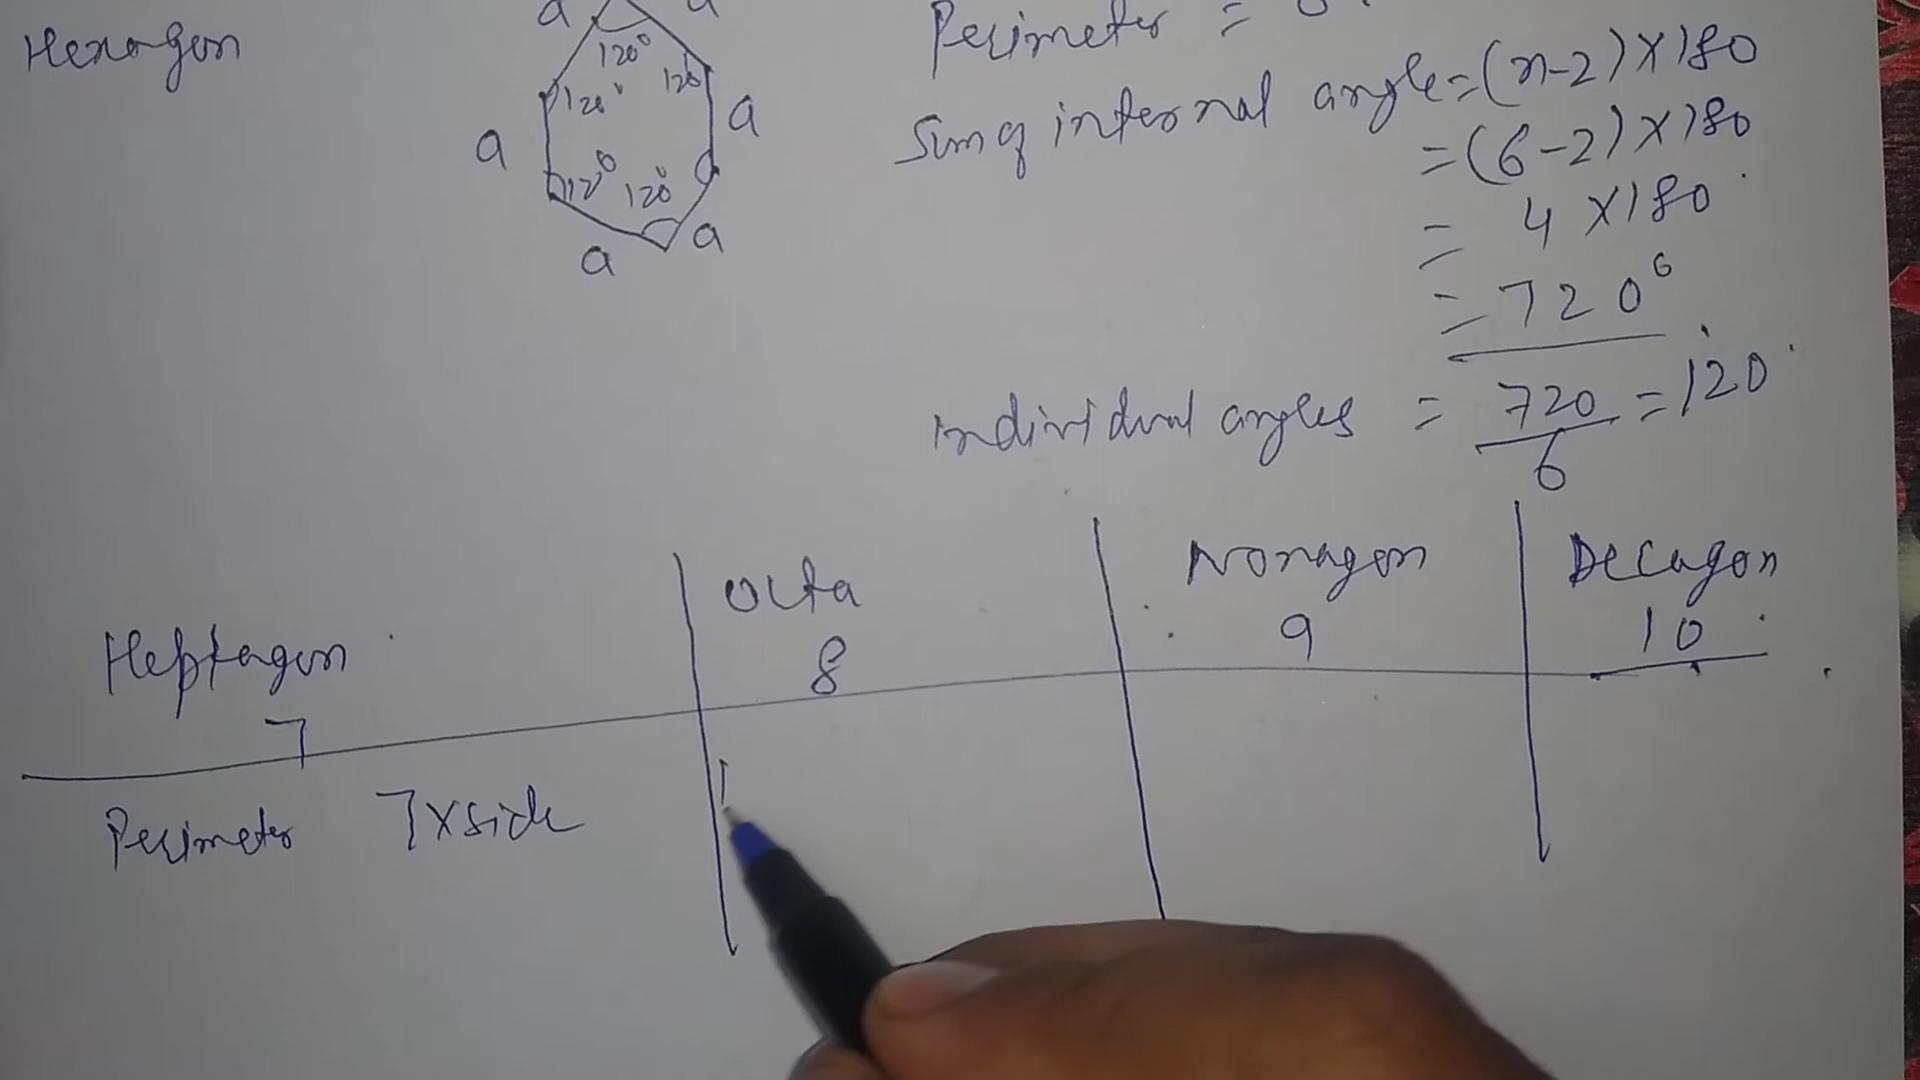 Hexagon
a a
120° 120°
120° a
a
120° 120°
a a
Perimeter =
Sum of internal angle = (n-2)×180
= (6-2)×180
= 4×180
= 720°
Individual angles = 720/6 = 120°
Heptagon Octa Nonagon Decagon
7 8 9 10
Perimeter 7×side